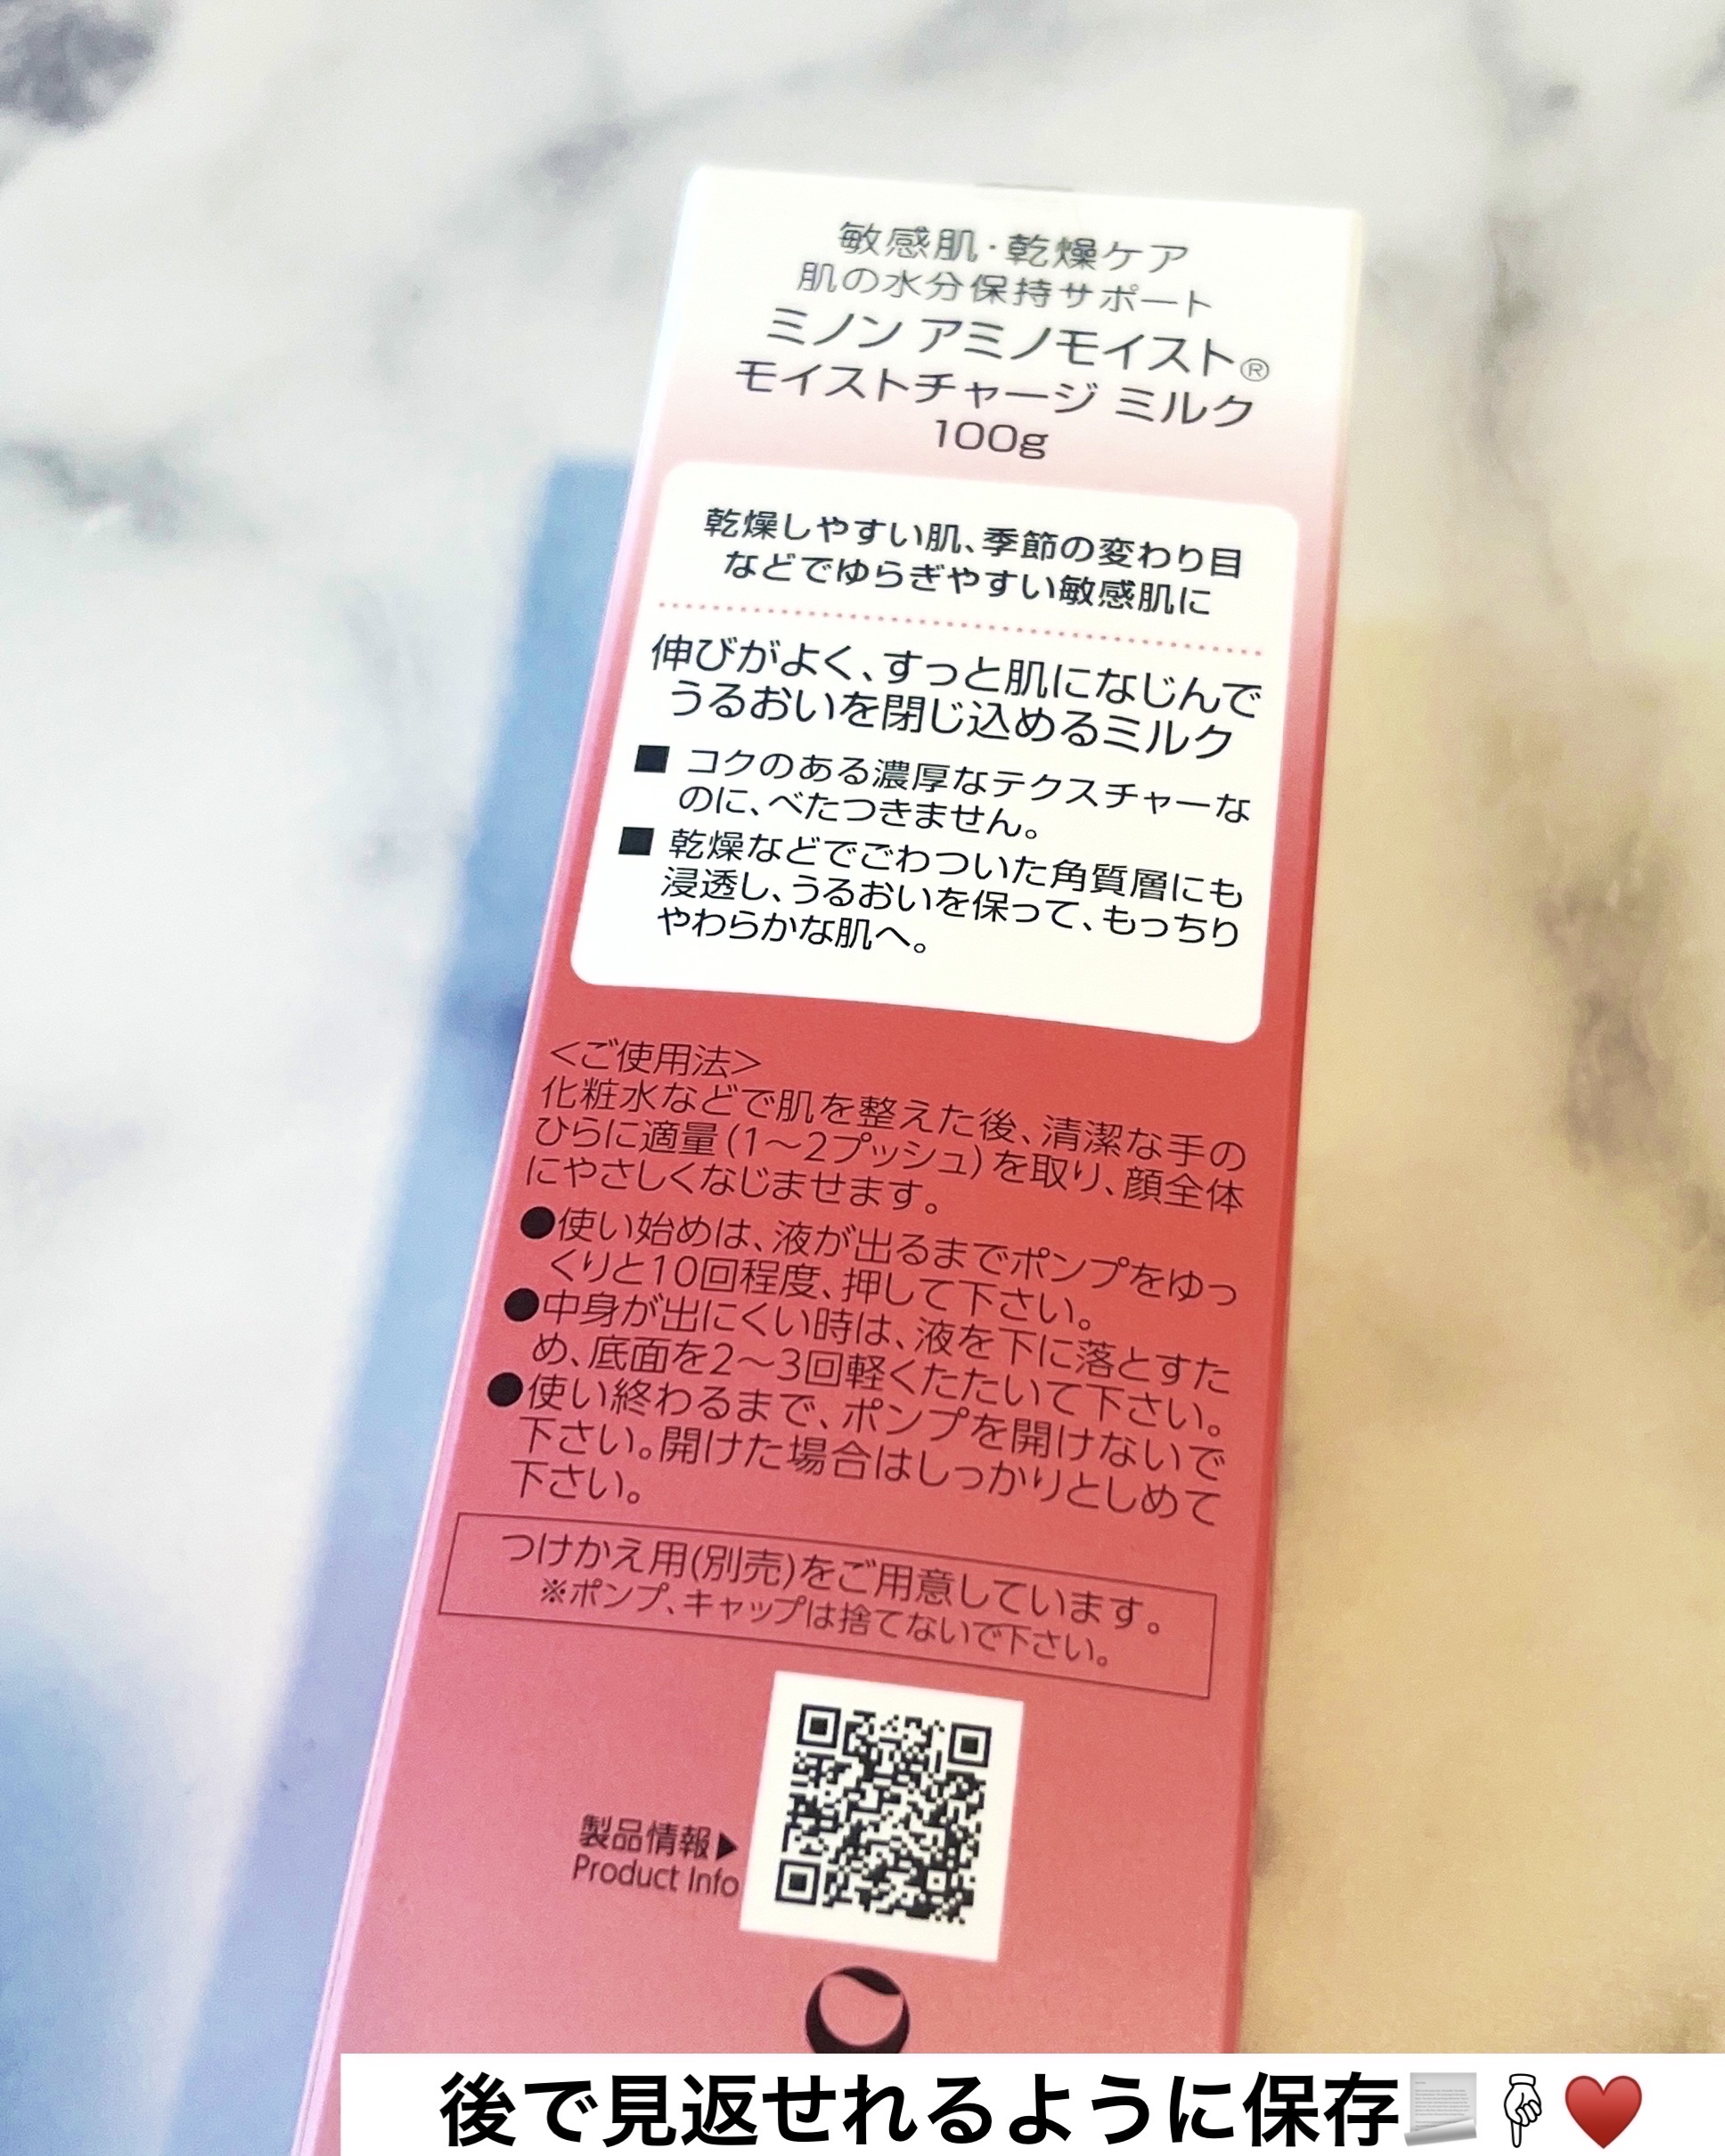 敏感肌・乾燥ケア
肌の水分保持サポート
ミノン アミノモイスト®
モイストチャージ ミルク
100g
乾燥しやすい肌、季節の変わり目
などでゆらぎやすい敏感肌に
伸びがよく、すっと肌になじんで
うるおいを閉じ込めるミルク
■ コクのある濃厚なテクスチャーな
のに、べたつきません。
■ 乾燥などでごわついた角質層にも
浸透し、うるおいを保って、もっちり
やわらかな肌へ。
＜ご使用法＞
化粧水などで肌を整えた後、清潔な手の
ひらに適量(1～2プッシュ)を取り、顔全体
にやさしくなじませます。
●使い始めは、液が出るまでポンプをゆっ
くりと10回程度、押して下さい。
●中身が出にくい時は、液を下に落とすた
め、底面を2～3回軽くたたいて下さい。
●使い終わるまで、ポンプを開けないで
下さい。開けた場合はしっかりとしめて
下さい。
つけかえ用(別売)をご用意しています。
※ポンプ、キャップは捨てないで下さい。
製品情報▶
Product Info
後で見返せれるように保存📃👇♥